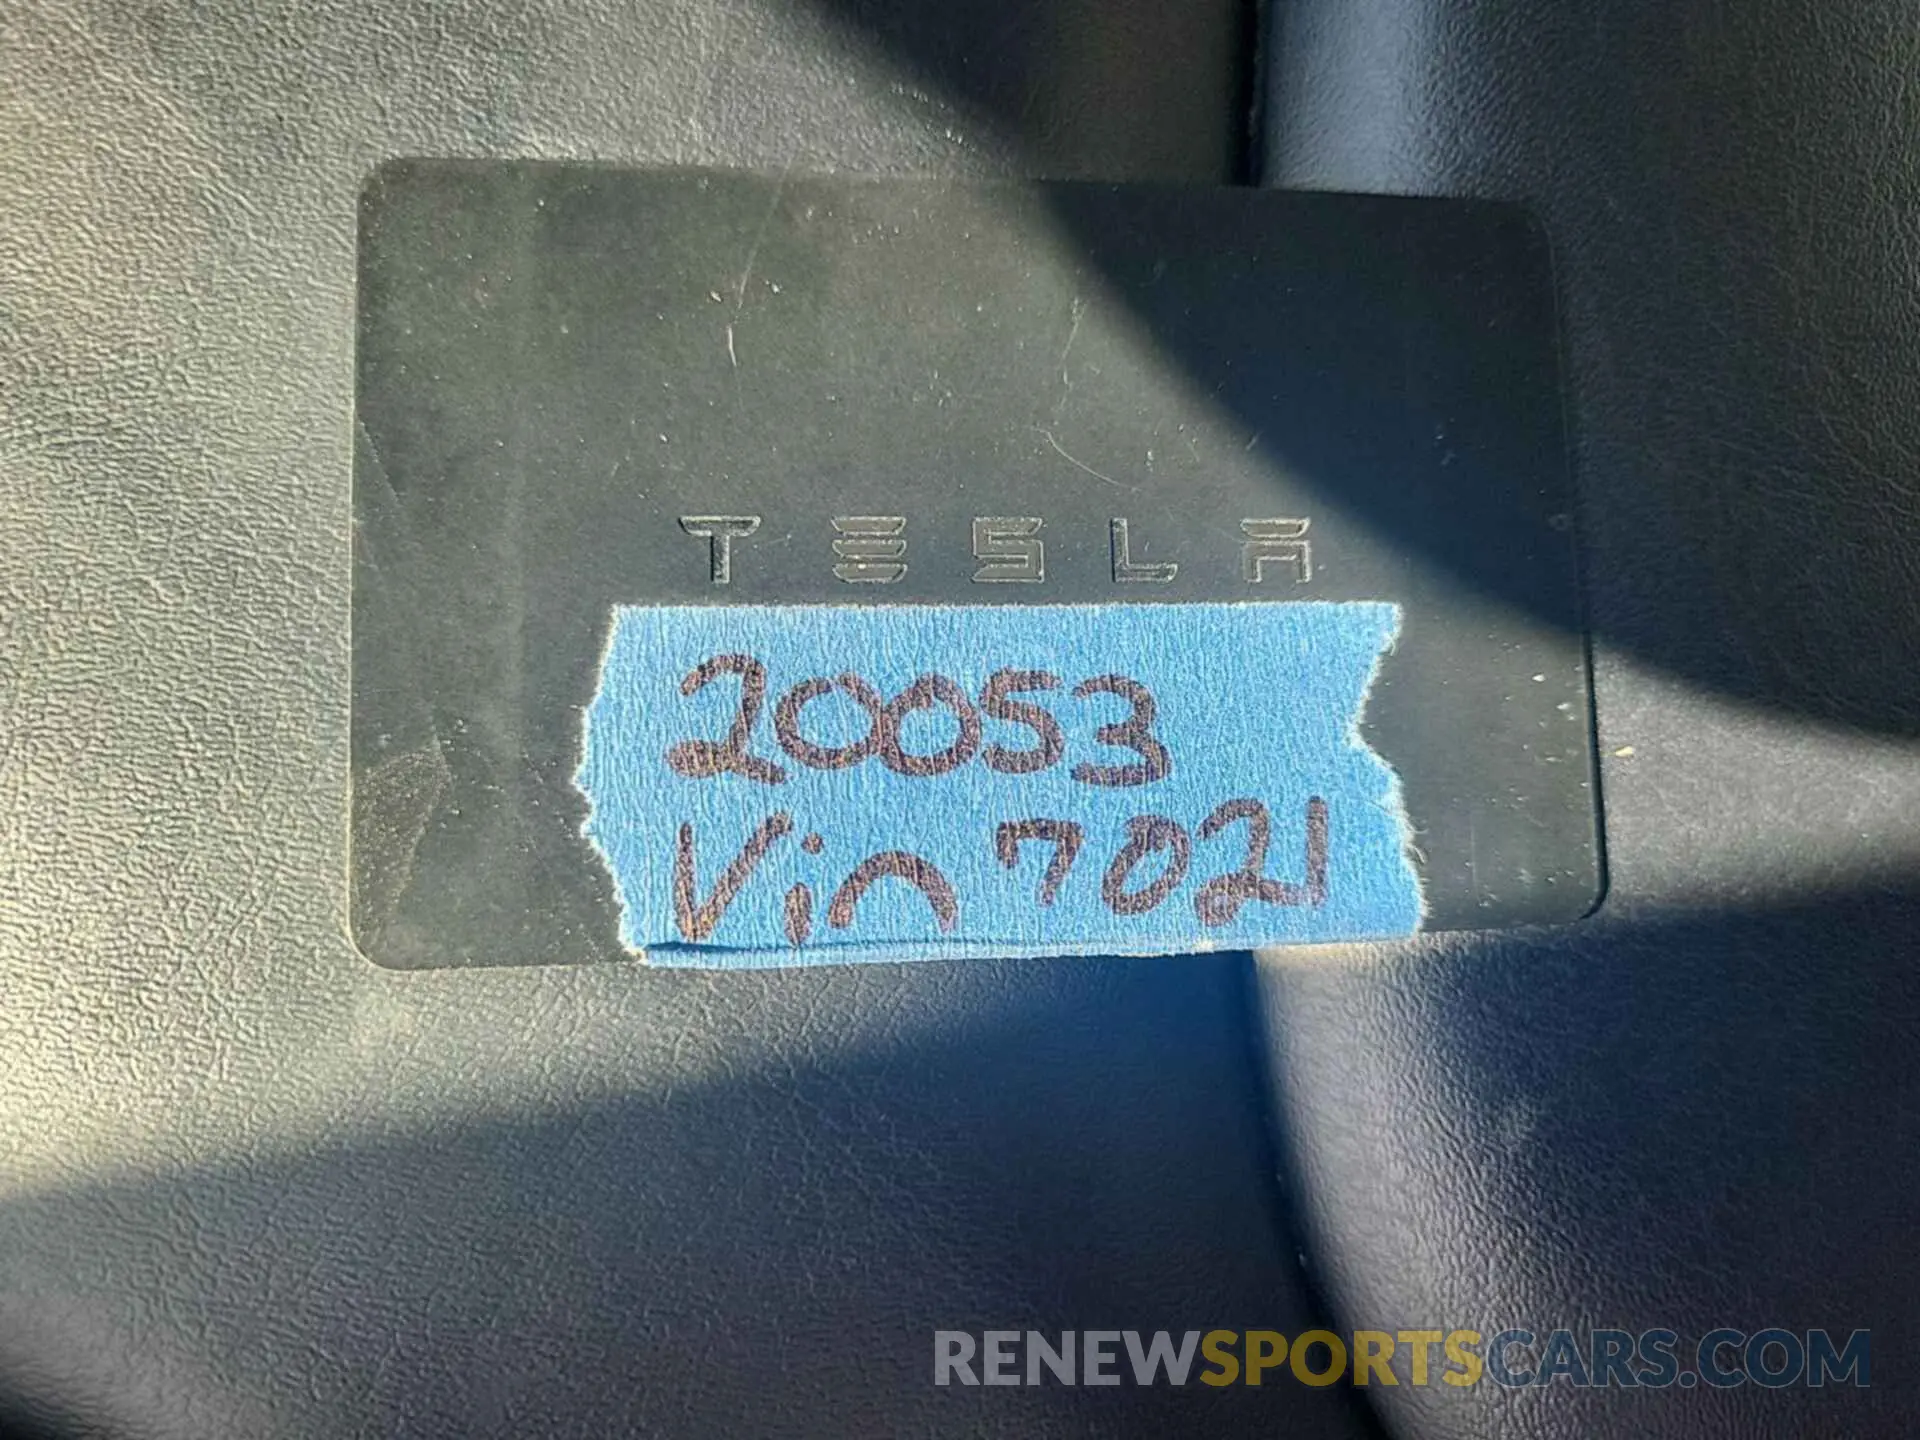 TESLA
20053
Vin 7021
RENEWSPORTSCARS.COM